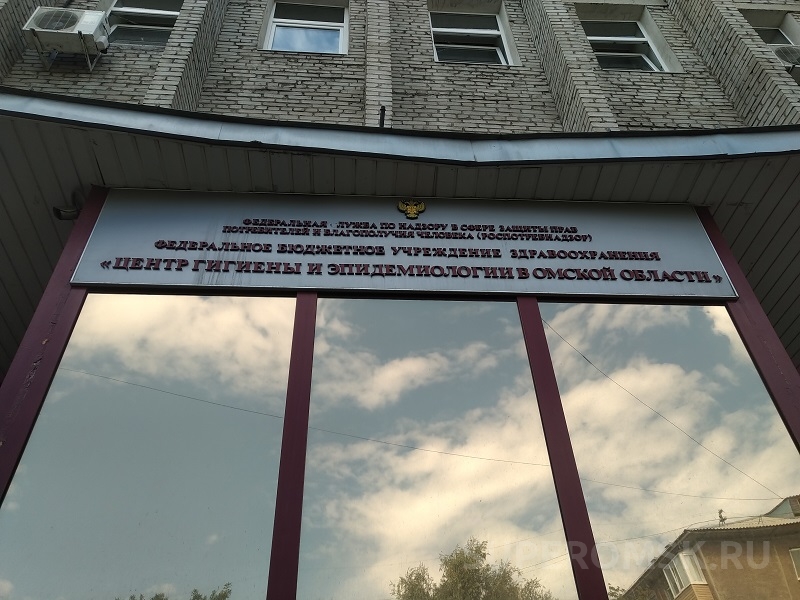 ФЕДЕРАЛЬНАЯ ЛУЖБА ПО НАДЗОРУ В СФЕРЕ ЗАЩИТЫ ПРАВ
ПОТРЕБИТЕЛЕЙ И БЛАГОПОЛУЧИЯ ЧЕЛОВЕКА (РОСПОТРЕБНАДЗОР)
ФЕДЕРАЛЬНОЕ БЮДЖЕТНОЕ УЧРЕЖДЕНИЕ ЗДРАВООХРАНЕНИЯ
«ЦЕНТР ГИГИЕНЫ И ЭПИДЕМИОЛОГИИ В ОМСКОЙ ОБЛАСТИ»